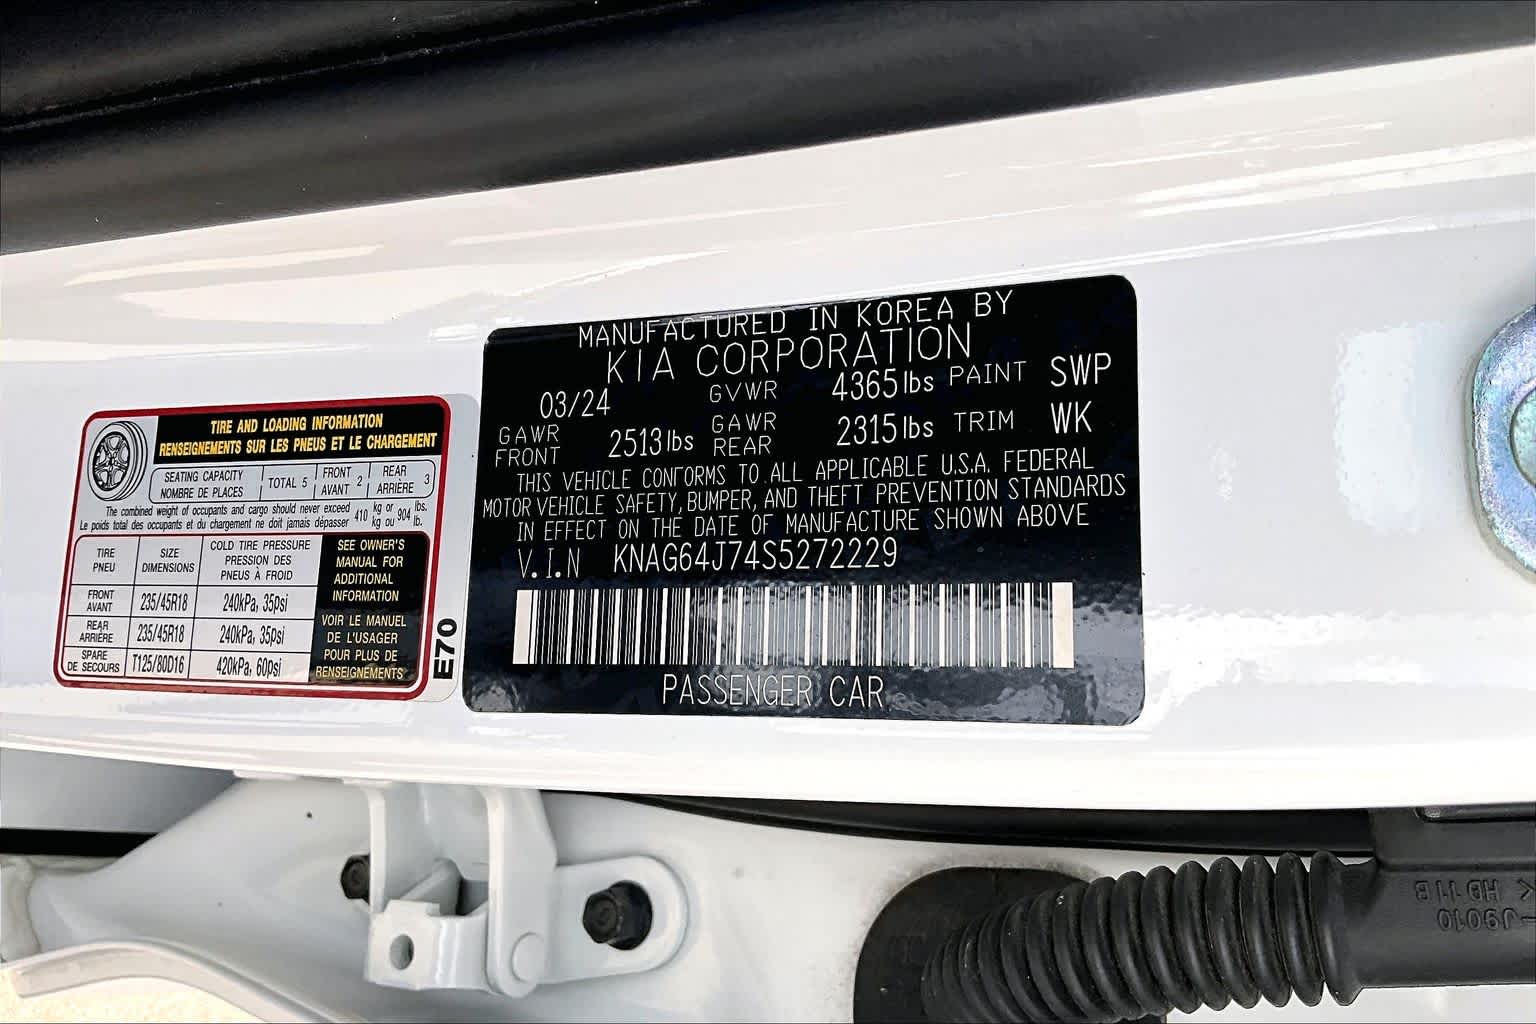 TIRE AND LOADING INFORMATION
RENSEIGNEMENTS SUR LES PNEUS ET LE CHARGEMENT
SEATING CAPACITY
NOMBRE DE PLACES
TOTAL 5
FRONT
AVANT
2
REAR
ARRIÈRE
3
The combined weight of occupants and cargo should never exceed 410 kg or 904 lbs.
Le poids total des occupants et du chargement ne doit jamais dépasser 410 kg ou 904 lb.
TIRE
PNEU
SIZE
DIMENSIONS
COLD TIRE PRESSURE
PRESSION DES
PNEUS À FROID
FRONT
AVANT
235/45R18
240kPa, 35psi
REAR
ARRIÈRE
235/45R18
240kPa, 35psi
SPARE
DE SECOURS
T125/80D16
420kPa, 60psi
SEE OWNER'S
MANUAL FOR
ADDITIONAL
INFORMATION
VOIR LE MANUEL
DE L'USAGER
POUR PLUS DE
RENSEIGNEMENTS
E70
MANUFACTURED IN KOREA BY
KIA CORPORATION
03/24 GVWR 4365 lbs PAINT SWP
GAWR FRONT 2513 lbs GAWR REAR 2315 lbs TRIM WK
THIS VEHICLE CONFORMS TO ALL APPLICABLE U.S.A. FEDERAL
MOTOR VEHICLE SAFETY, BUMPER, AND THEFT PREVENTION STANDARDS
IN EFFECT ON THE DATE OF MANUFACTURE SHOWN ABOVE
V.I.N KNAG64J74S5272229
PASSENGER CAR